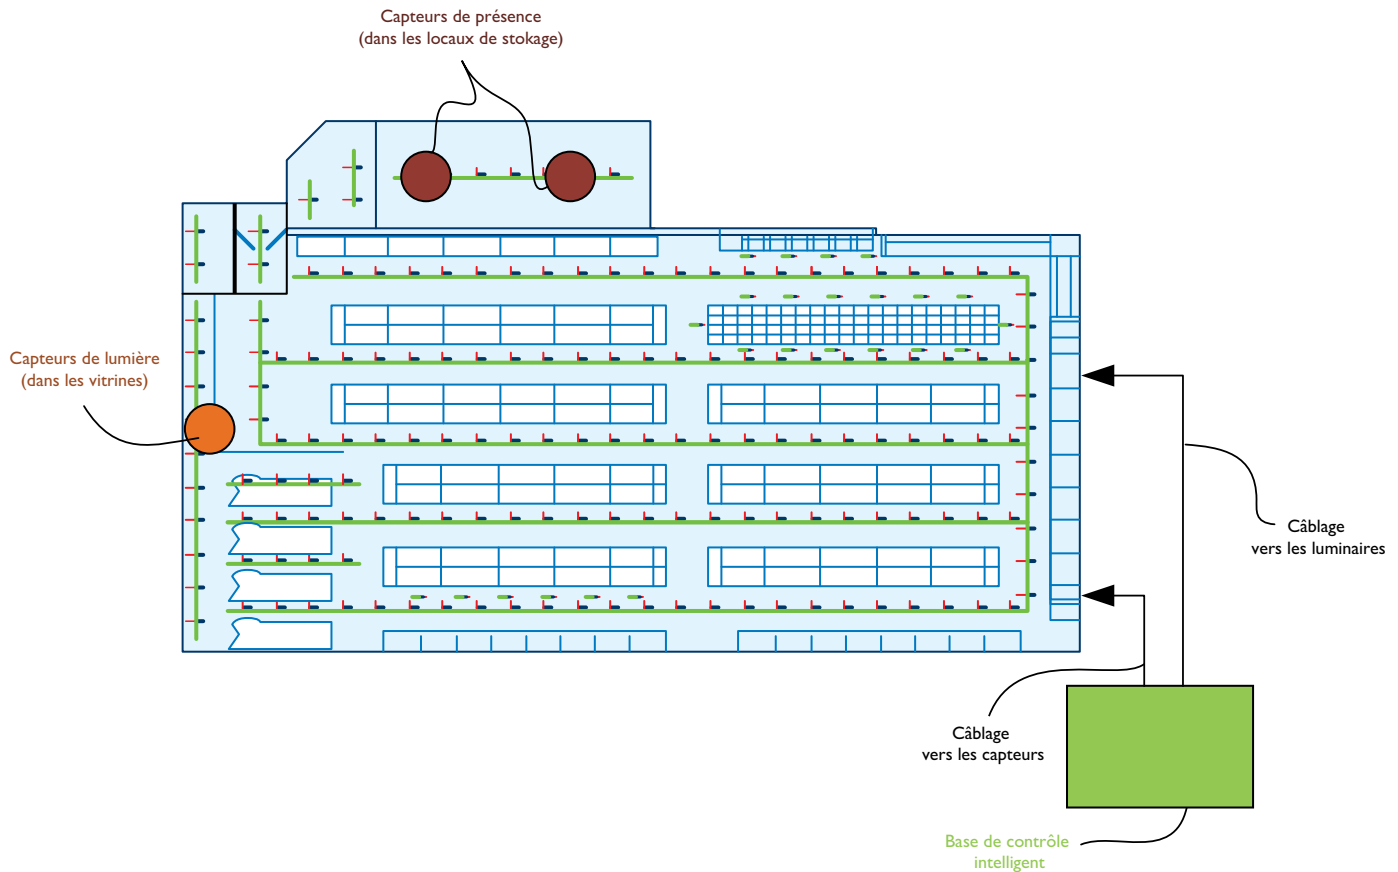 Capteurs de présence
(dans les locaux de stokage)
Capteurs de lumière
(dans les vitrines)
Câblage
vers les luminaires
Câblage
vers les capteurs
Base de contrôle
intelligent